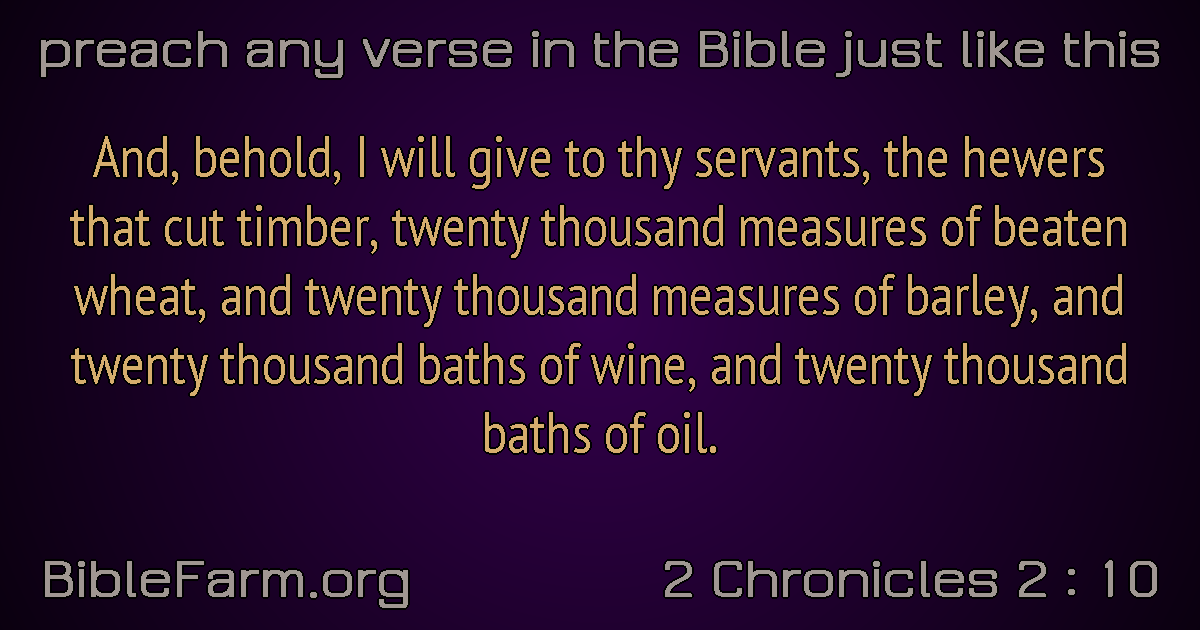 preach any verse in the Bible just like this
And, behold, I will give to thy servants, the hewers
that cut timber, twenty thousand measures of beaten
wheat, and twenty thousand measures of barley, and
twenty thousand baths of wine, and twenty thousand
baths of oil.
BibleFarm.org
2 Chronicles 2 : 10